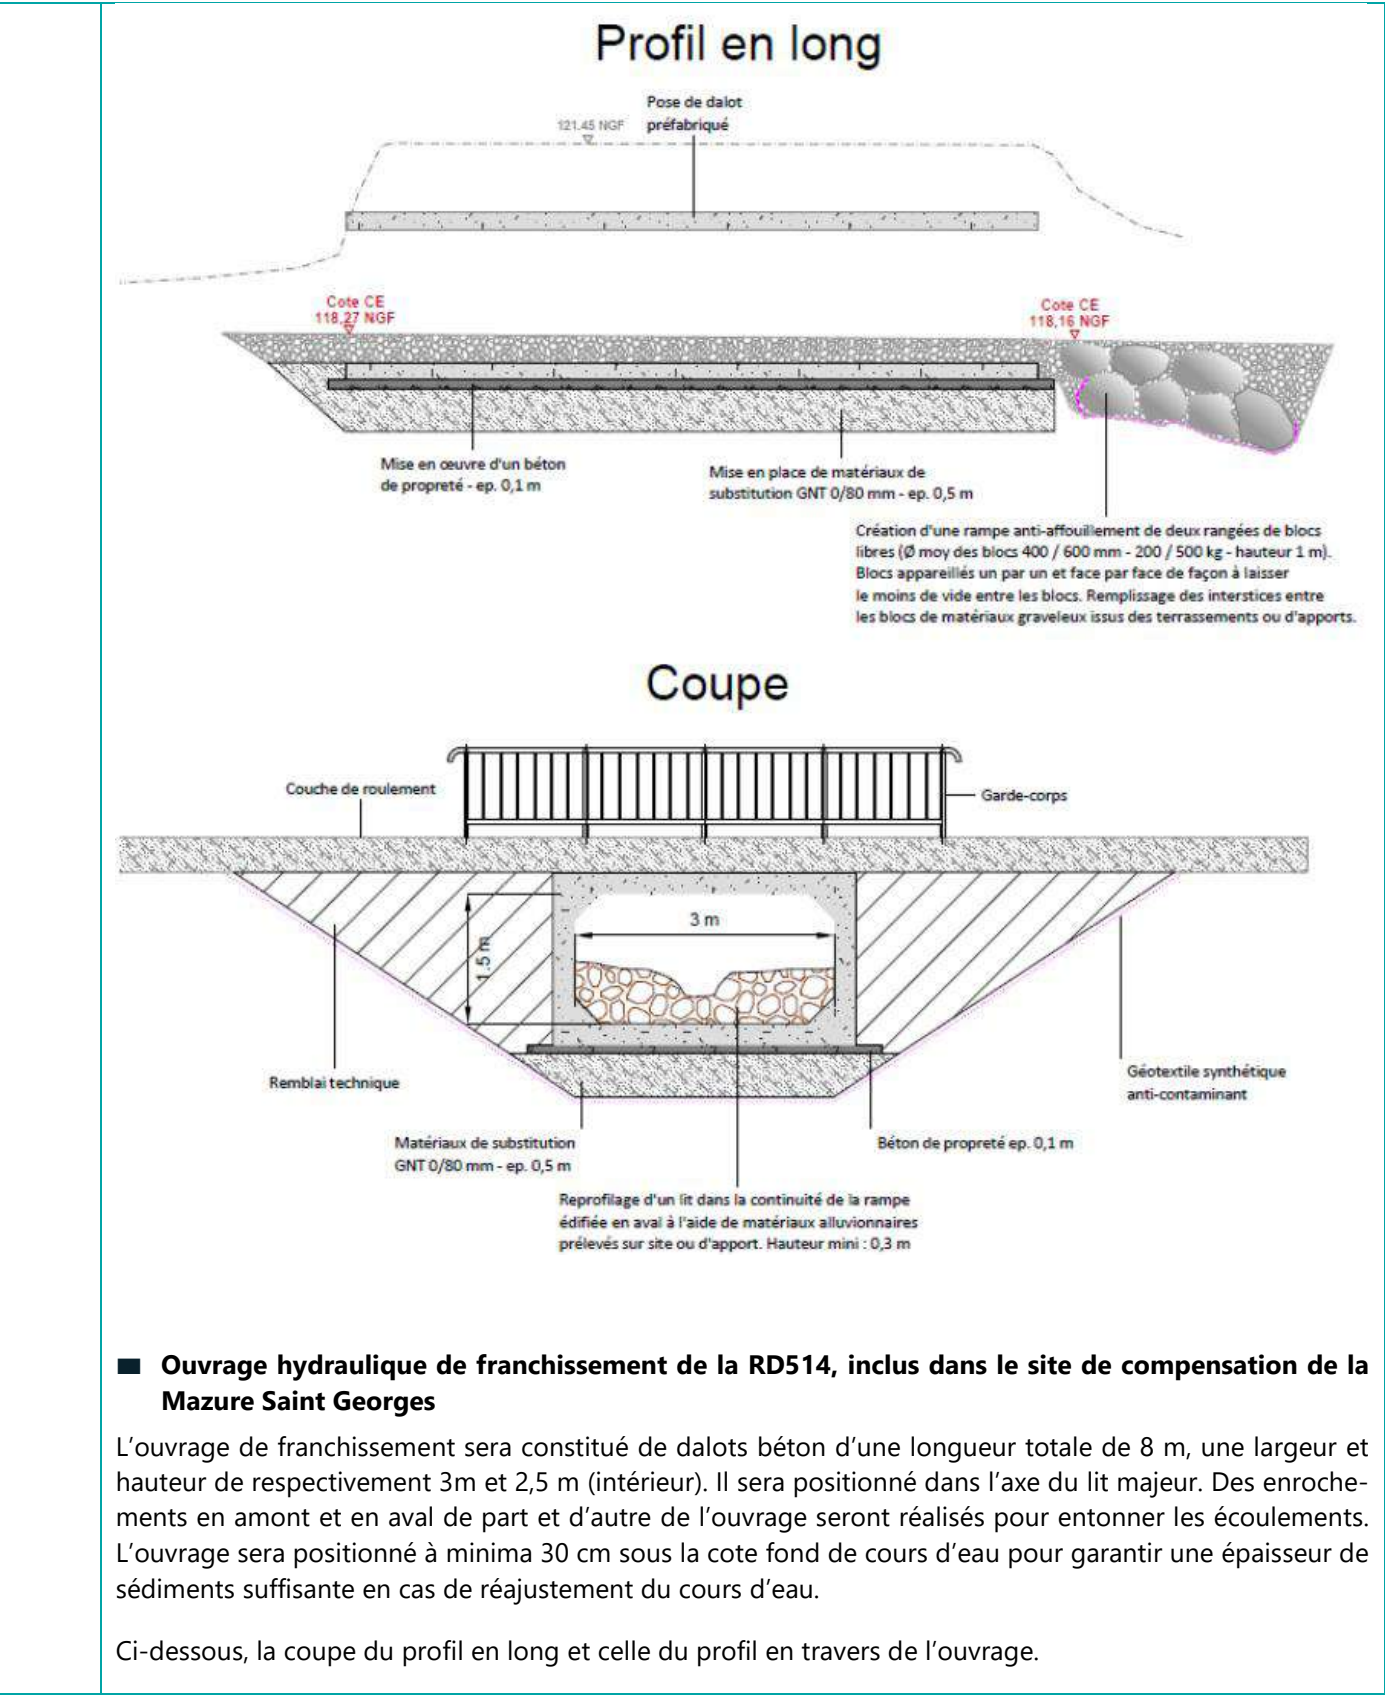 Profil en long
Pose de dalot
préfabriqué
121.45 NGF
Cote CE
118,27 NGF
Cote CE
118,16 NGF
Mise en œuvre d'un béton
de propreté - ep. 0,1 m
Mise en place de matériaux de
substitution GNT 0/80 mm - ep. 0,5 m
Création d'une rampe anti-affouillement de deux rangées de blocs
libres (Ø moy des blocs 400 / 600 mm - 200 / 500 kg - hauteur 1 m).
Blocs appareillés un par un et face par face de façon à laisser
le moins de vide entre les blocs. Remplissage des interstices entre
les blocs de matériaux graveleux issus des terrassements ou d'apports.
Coupe
Couche de roulement
Garde-corps
3 m
1.5 m
Remblai technique
Géotextile synthétique
anti-contaminant
Matériaux de substitution
GNT 0/80 mm - ep. 0,5 m
Béton de propreté ep. 0,1 m
Reprofilage d'un lit dans la continuité de la rampe
édifiée en aval à l'aide de matériaux alluvionnaires
prélevés sur site ou d'apport. Hauteur mini : 0,3 m
Ouvrage hydraulique de franchissement de la RD514, inclus dans le site de compensation de la
Mazure Saint Georges
L’ouvrage de franchissement sera constitué de dalots béton d’une longueur totale de 8 m, une largeur et
hauteur de respectivement 3m et 2,5 m (intérieur). Il sera positionné dans l’axe du lit majeur. Des enroche-
ments en amont et en aval de part et d’autre de l’ouvrage seront réalisés pour entonner les écoulements.
L’ouvrage sera positionné à minima 30 cm sous la cote fond de cours d’eau pour garantir une épaisseur de
sédiments suffisante en cas de réajustement du cours d’eau.
Ci-dessous, la coupe du profil en long et celle du profil en travers de l’ouvrage.